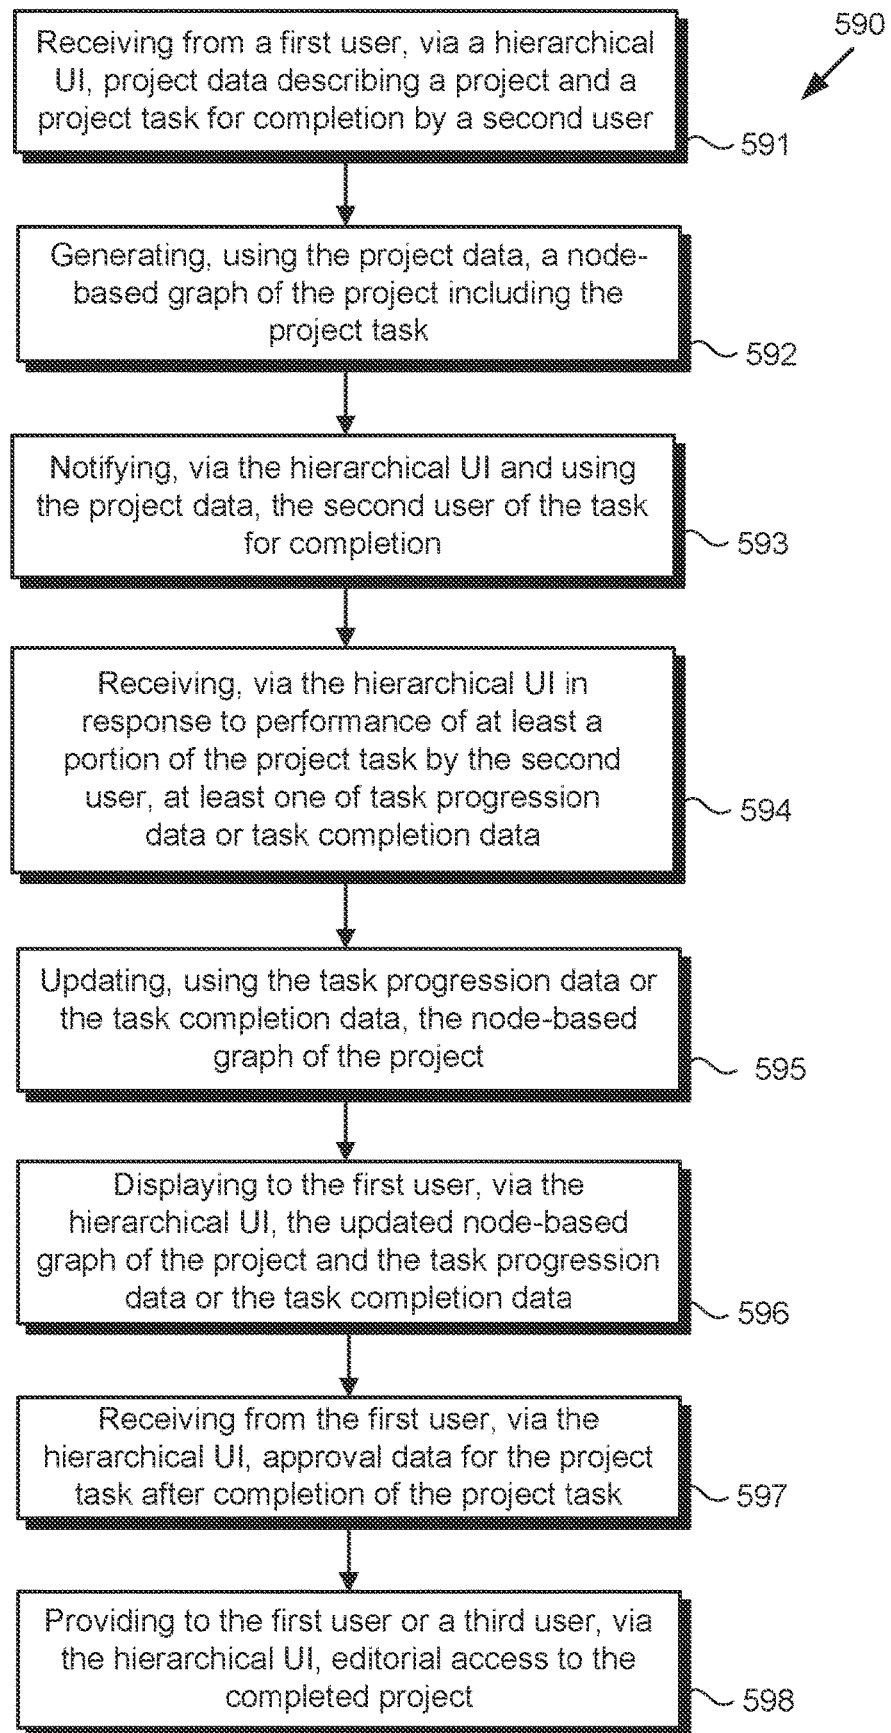 590
Receiving from a first user, via a hierarchical
UI, project data describing a project and a
project task for completion by a second user
591
Generating, using the project data, a node-
based graph of the project including the
project task
592
Notifying, via the hierarchical UI and using
the project data, the second user of the task
for completion
593
Receiving, via the hierarchical UI in
response to performance of at least a
portion of the project task by the second
user, at least one of task progression
data or task completion data
594
Updating, using the task progression data or
the task completion data, the node-based
graph of the project
595
Displaying to the first user, via the
hierarchical UI, the updated node-based
graph of the project and the task progression
data or the task completion data
596
Receiving from the first user, via the
hierarchical UI, approval data for the project
task after completion of the project task
597
Providing to the first user or a third user, via
the hierarchical UI, editorial access to the
completed project
598